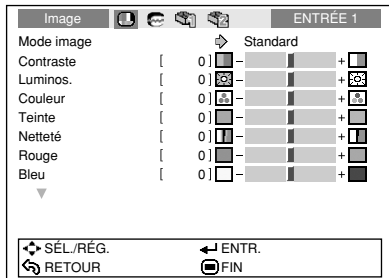 Image ENTRÉE 1
Mode image Standard
Contraste [ 0 ] - +
Luminos. [ 0 ] - +
Couleur [ 0 ] - +
Teinte [ 0 ] - +
Netteté [ 0 ] - +
Rouge [ 0 ] - +
Bleu [ 0 ] - +
SÉL./RÉG. ENTR.
RETOUR FIN